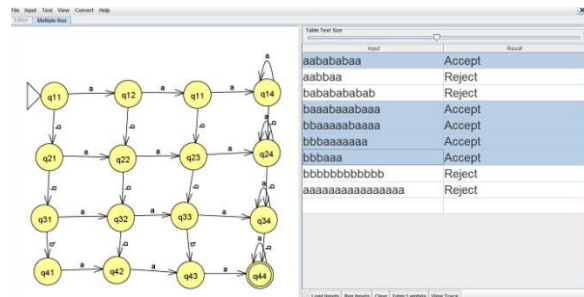 File Input Test View Convert Help
Editor Multiple Run
Table Text Size
Input Result
aabababaa Accept
aabbaa Reject
babababab Reject
baaabaaabaaa Accept
bbaaaaabaaaa Accept
bbbaaaaaaa Accept
bbbaaa Accept
bbbbbbbbbbbb Reject
aaaaaaaaaaaaaaaa Reject
a
q11 a q12 a q11 a q14
b b b b
a
q21 a q22 a q23 a q24
b b b b
a
q31 a q32 a q33 a q34
q b q b
a
q41 a q42 a q43 a q44
Load Inputs Run Inputs Clear Enter Lambda View Trace